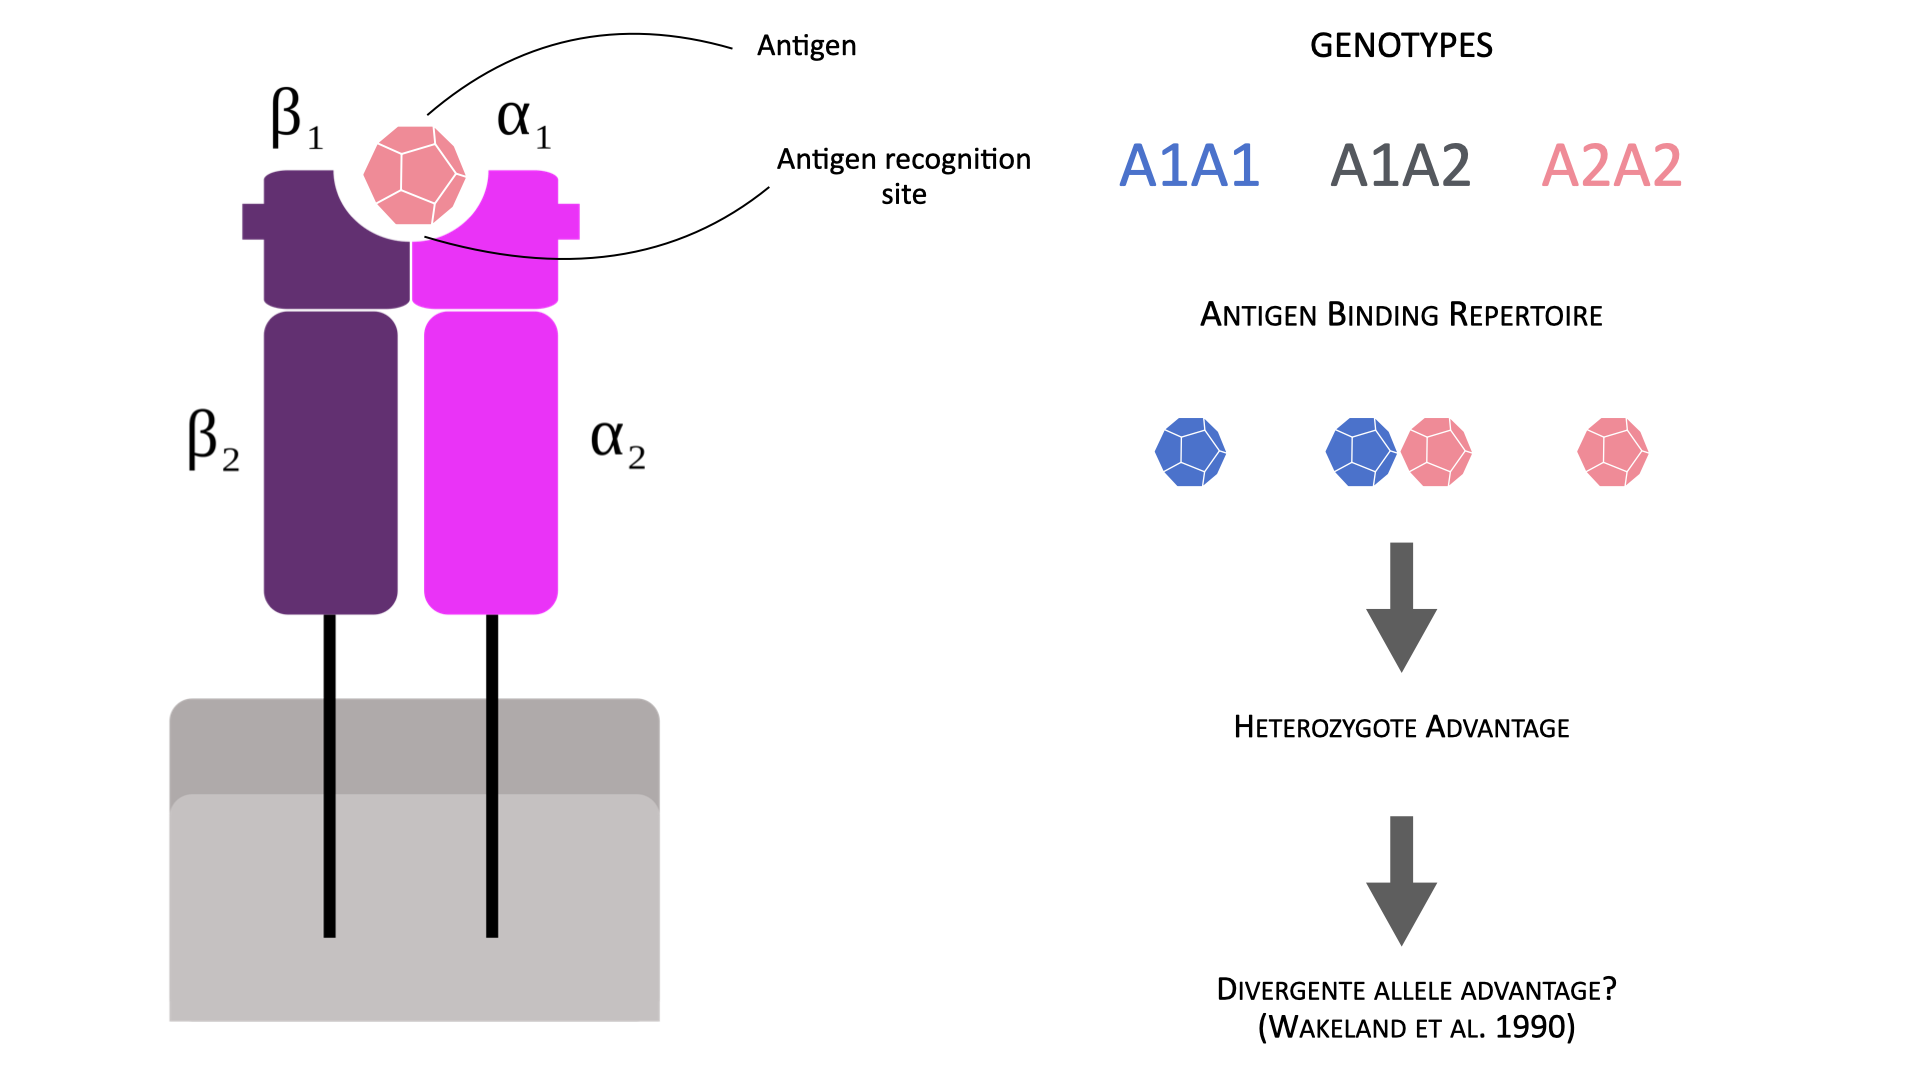 Antigen
β1
α1
Antigen recognition
site
β2
α2
GENOTYPES
A1A1 A1A2 A2A2
ANTIGEN BINDING REPERTOIRE
HETEROZYGOTE ADVANTAGE
DIVERGENTE ALLELE ADVANTAGE?
(WAKELAND ET AL. 1990)